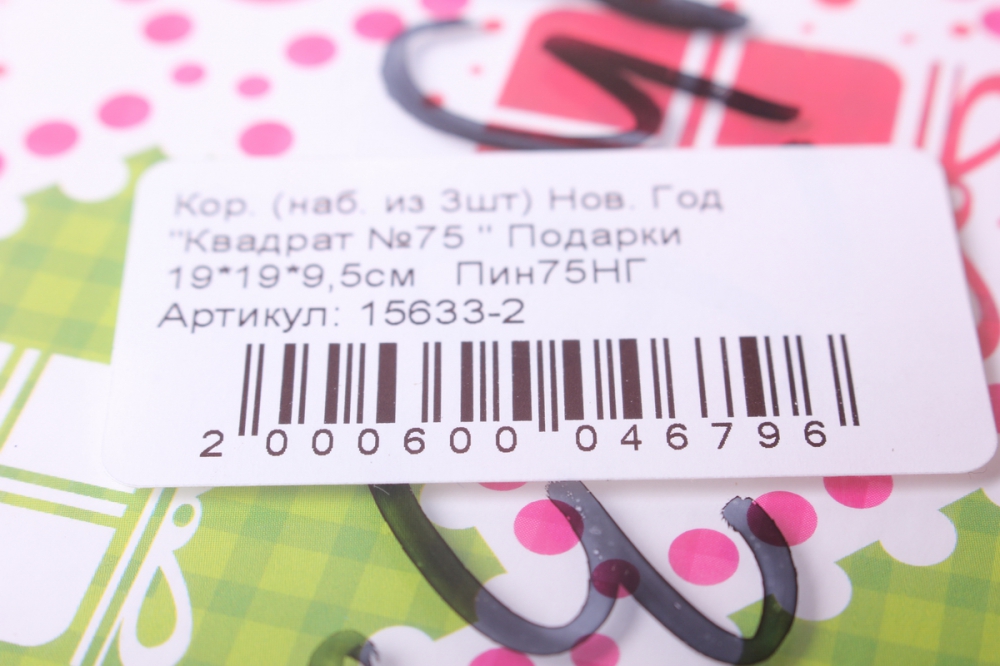 Кор. (наб. из 3шт) Нов. Год
"Квадрат №75 " Подарки
19*19*9,5см Пин75НГ
Артикул: 15633-2
2 000600 046796